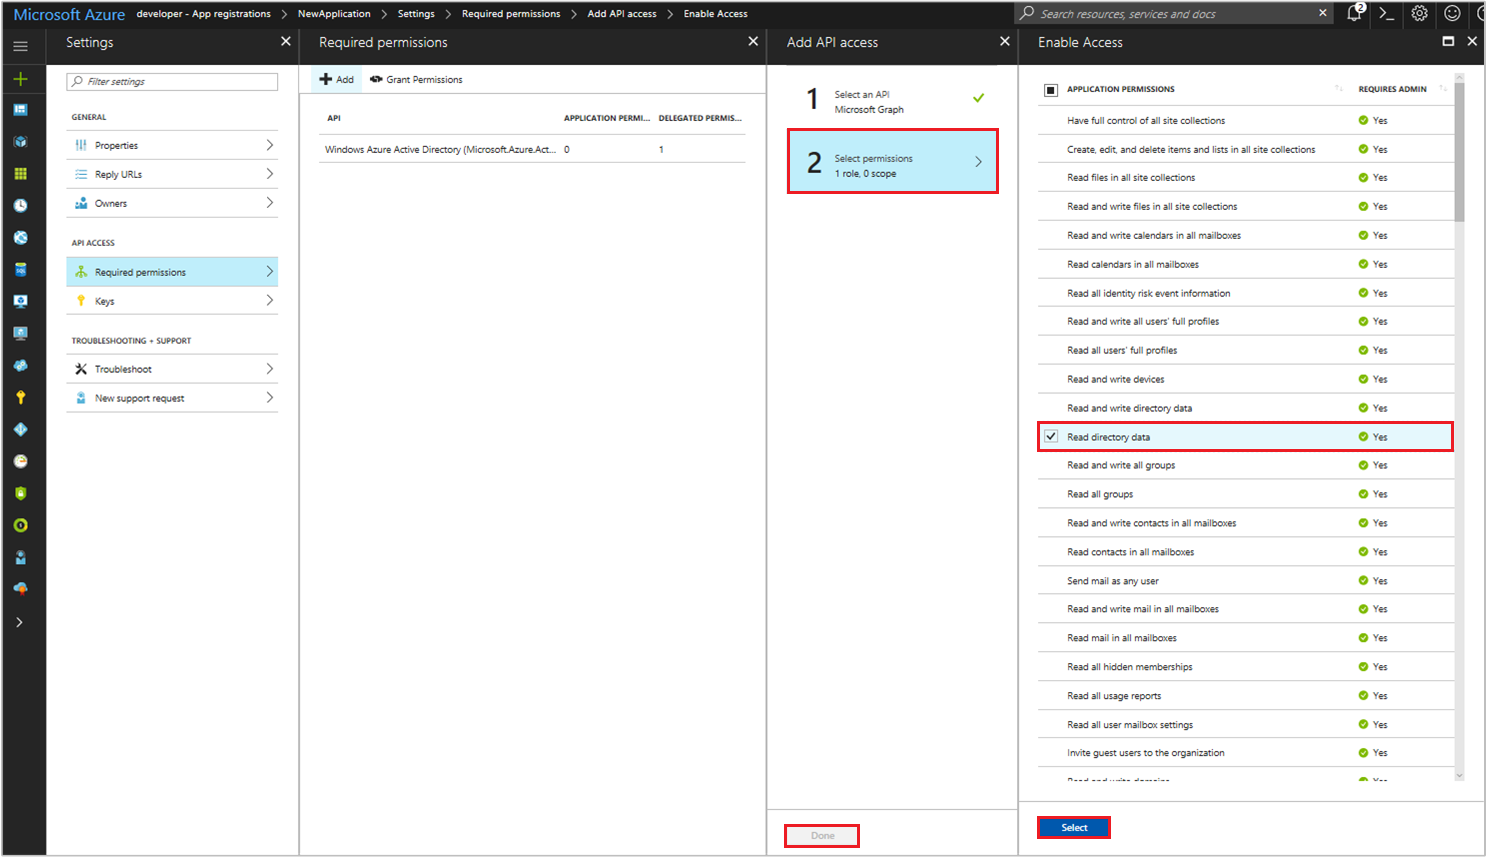 Microsoft Azure developer - App registrations NewApplication Settings Required permissions Add API access Enable Access Search resources, services and docs 2
Settings
Filter settings
GENERAL
Properties
Reply URLs
Owners
API ACCESS
Required permissions
Keys
TROUBLESHOOTING + SUPPORT
Troubleshoot
New support request
Required permissions
Add Grant Permissions
API APPLICATION PERMI... DELEGATED PERMIS...
Windows Azure Active Directory (Microsoft.Azure.Act... 0 1
Add API access
1 Select an API
Microsoft Graph
2 Select permissions
1 role, 0 scope
Done
Enable Access
APPLICATION PERMISSIONS REQUIRES ADMIN
Have full control of all site collections Yes
Create, edit, and delete items and lists in all site collections Yes
Read files in all site collections Yes
Read and write files in all site collections Yes
Read and write calendars in all mailboxes Yes
Read calendars in all mailboxes Yes
Read all identity risk event information Yes
Read and write all users' full profiles Yes
Read all users' full profiles Yes
Read and write devices Yes
Read and write directory data Yes
Read directory data Yes
Read and write all groups Yes
Read all groups Yes
Read and write contacts in all mailboxes Yes
Read contacts in all mailboxes Yes
Send mail as any user Yes
Read and write mail in all mailboxes Yes
Read mail in all mailboxes Yes
Read all hidden memberships Yes
Read all usage reports Yes
Read all user mailbox settings Yes
Invite guest users to the organization Yes
Read and write domains Yes
Select